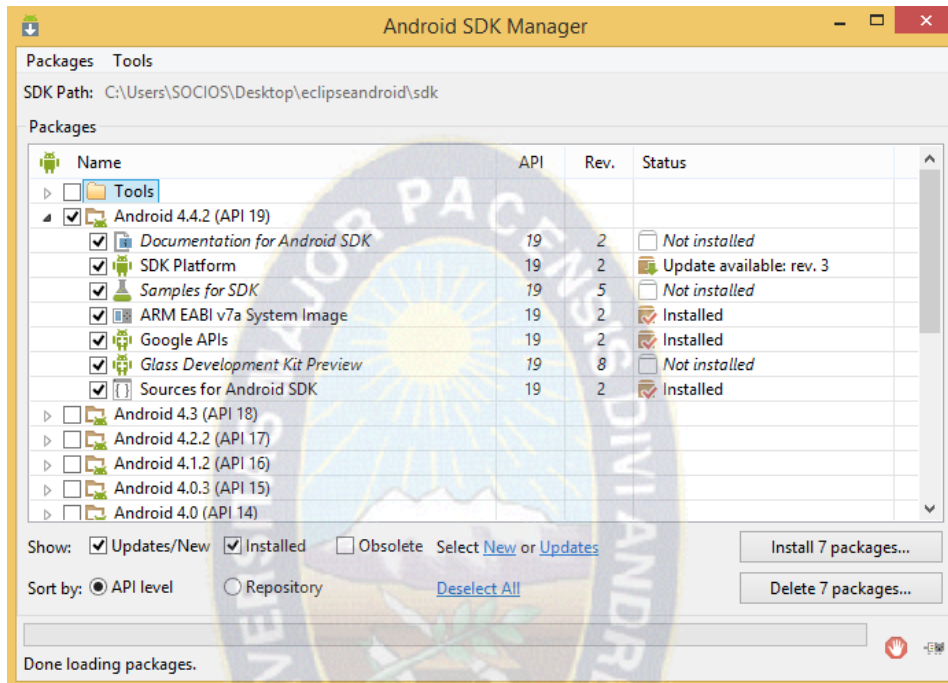 Android SDK Manager
Packages Tools
SDK Path: C:\Users\SOCIOS\Desktop\eclipseandroid\sdk
Packages
Name API Rev. Status
Tools
Android 4.4.2 (API 19)
Documentation for Android SDK 19 2 Not installed
SDK Platform 19 2 Update available: rev. 3
Samples for SDK 19 5 Not installed
ARM EABI v7a System Image 19 2 Installed
Google APIs 19 2 Installed
Glass Development Kit Preview 19 8 Not installed
Sources for Android SDK 19 2 Installed
Android 4.3 (API 18)
Android 4.2.2 (API 17)
Android 4.1.2 (API 16)
Android 4.0.3 (API 15)
Android 4.0 (API 14)
Show: Updates/New Installed Obsolete Select New or Updates Install 7 packages...
Sort by: API level Repository Deselect All Delete 7 packages...
Done loading packages.
VERSITAS MAJOR PACENSIS DIVI ANDR